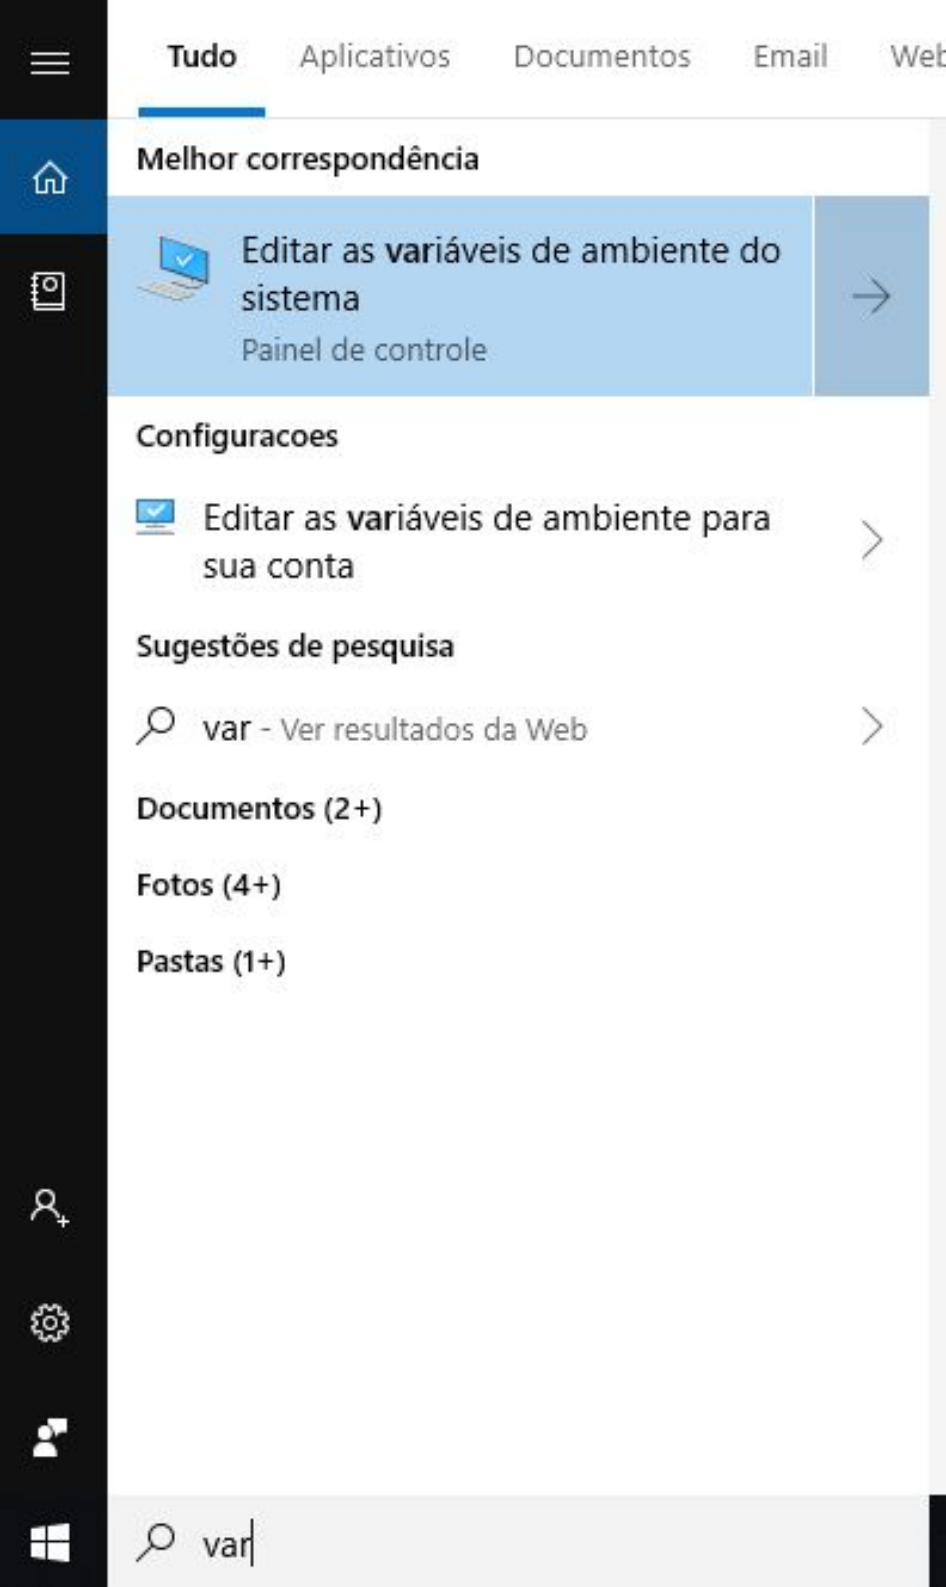 Tudo Aplicativos Documentos Email Web
Melhor correspondência
Editar as variáveis de ambiente do
sistema
Painel de controle
Configuracoes
Editar as variáveis de ambiente para
sua conta
Sugestões de pesquisa
var - Ver resultados da Web
Documentos (2+)
Fotos (4+)
Pastas (1+)
var